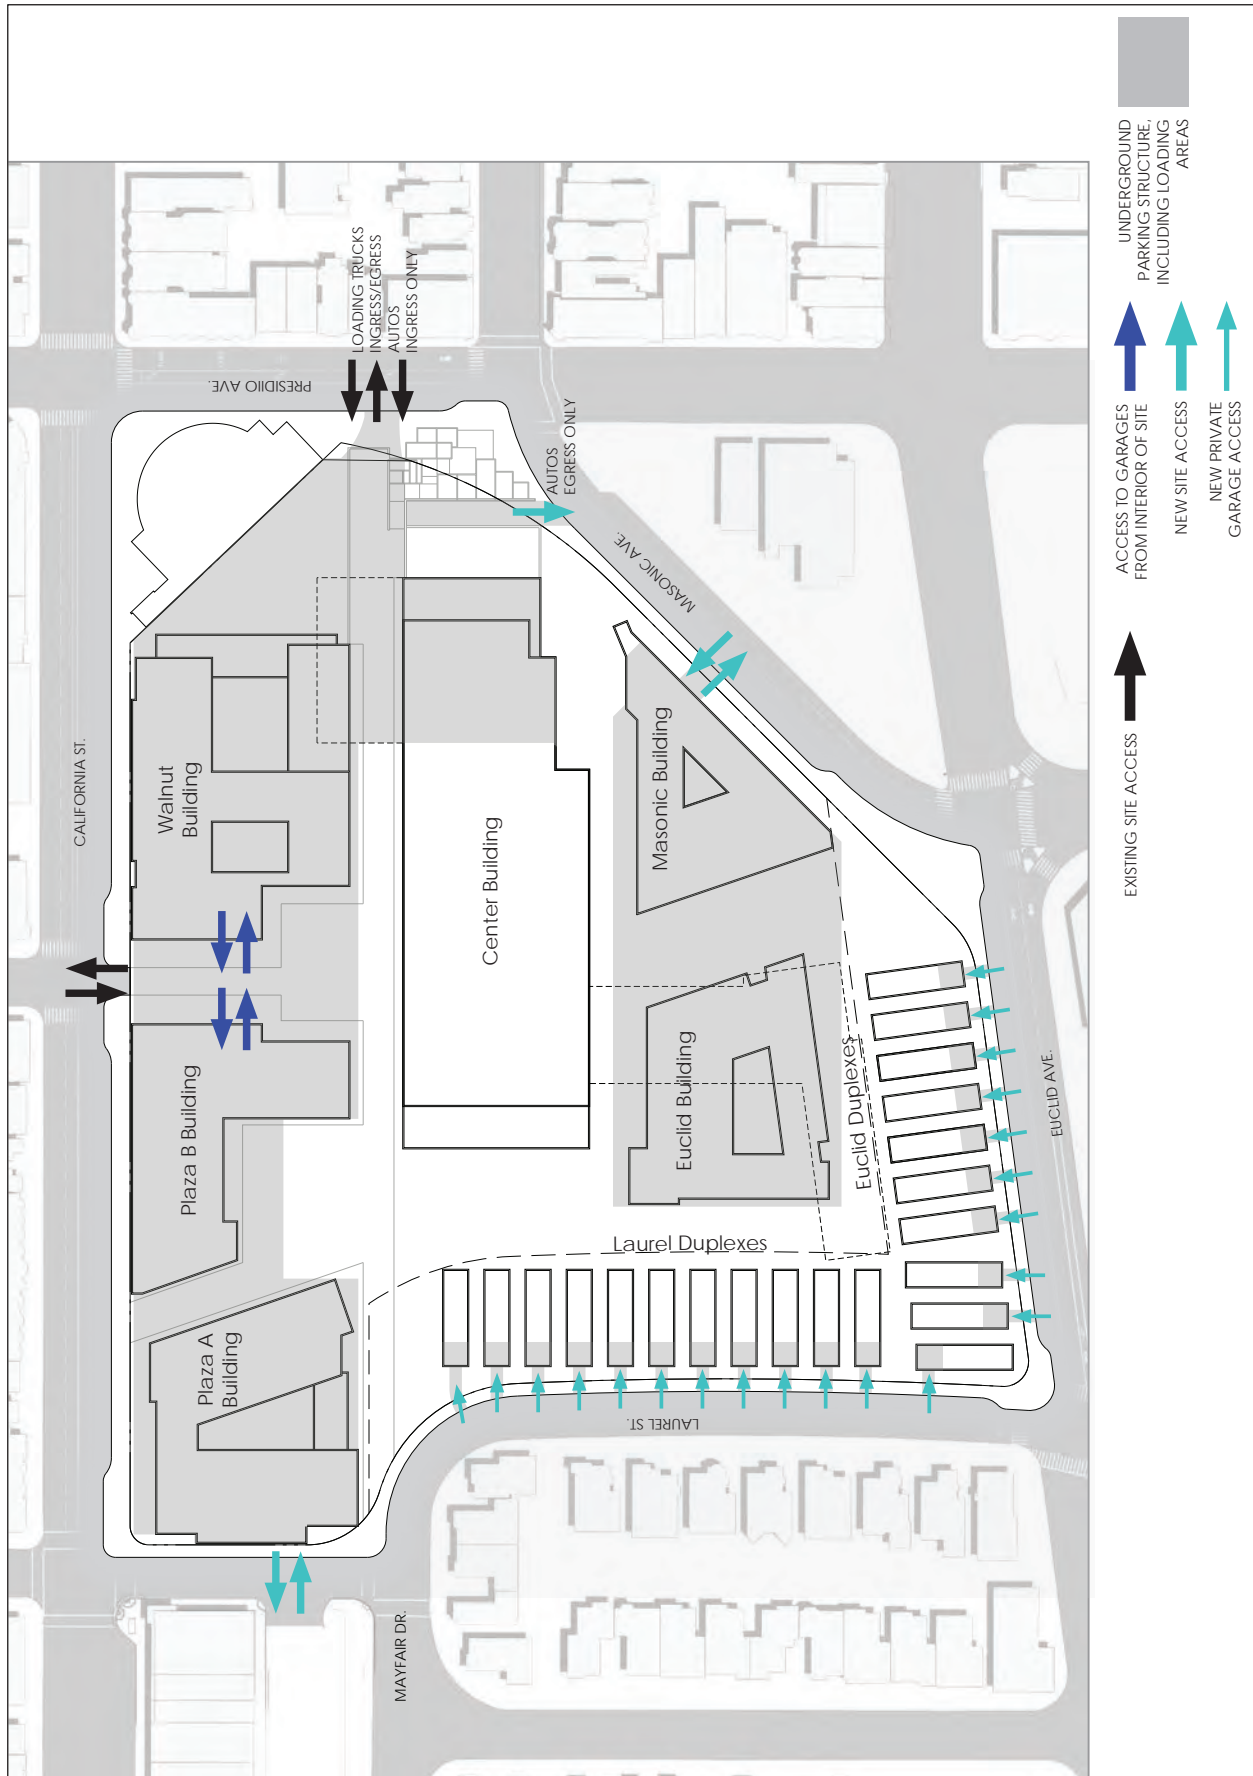 CALIFORNIA ST.
PRESIDIIO AVE.
LOADING TRUCKS
INGRESS/EGRESS
AUTOS
INGRESS ONLY
AUTOS
EGRESS ONLY
MASONIC AVE.
Walnut
Building
Center Building
Masonic Building
Plaza B Building
Euclid Building
Euclid Duplexes
EUCLID AVE.
Laurel Duplexes
Plaza A
Building
LAUREL ST.
MAYFAIR DR.
EXISTING SITE ACCESS
ACCESS TO GARAGES
FROM INTERIOR OF SITE
NEW SITE ACCESS
NEW PRIVATE
GARAGE ACCESS
UNDERGROUND
PARKING STRUCTURE,
INCLUDING LOADING
AREAS